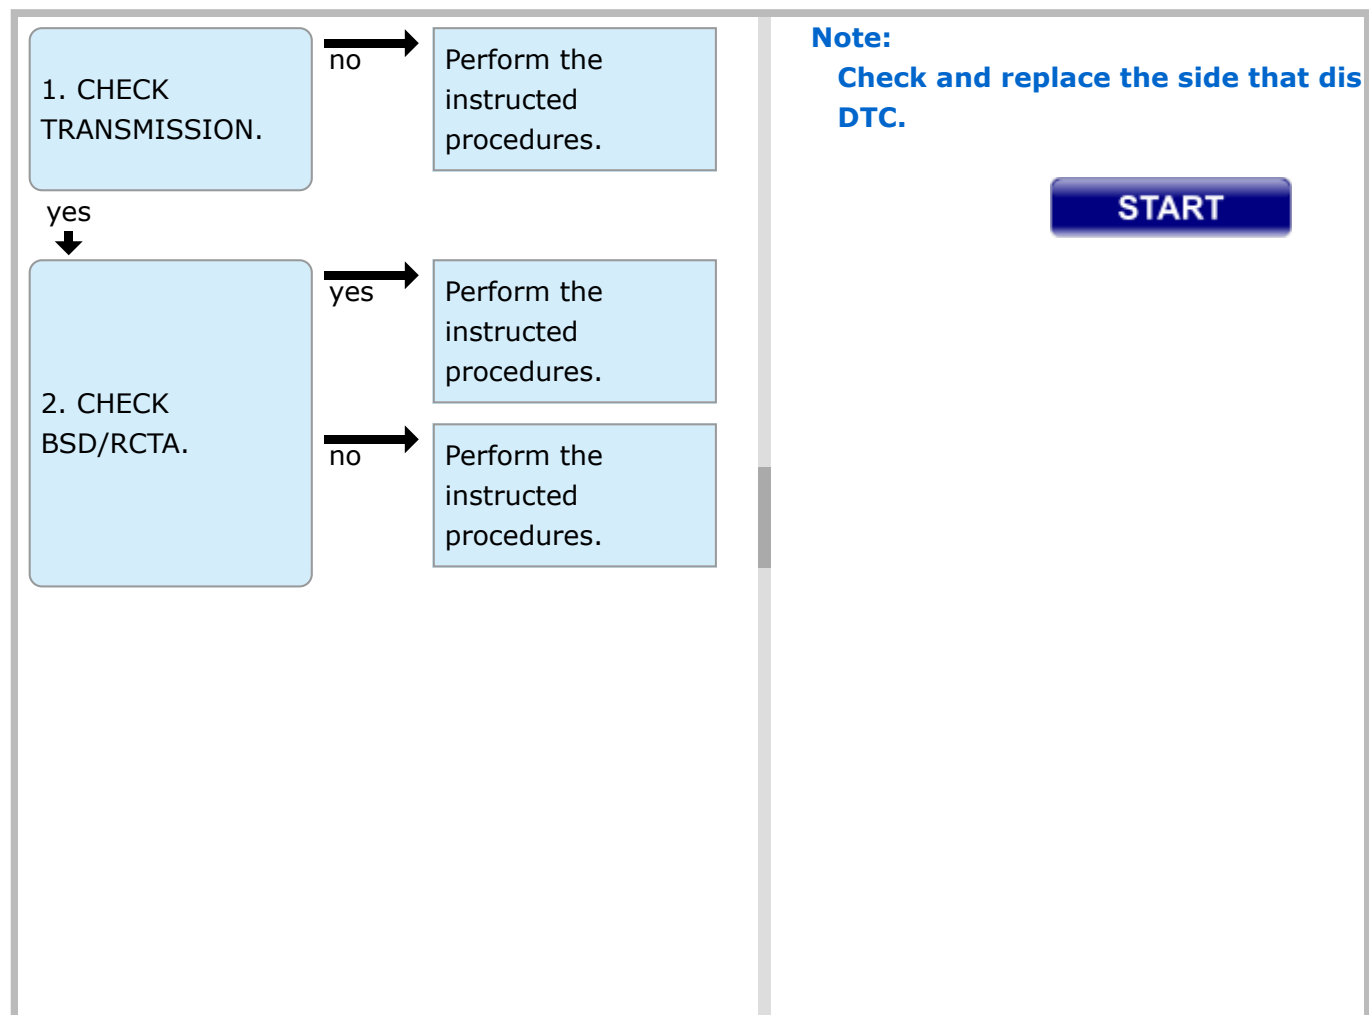 1. CHECK
TRANSMISSION.
no
Perform the
instructed
procedures.
yes
2. CHECK
BSD/RCTA.
yes
Perform the
instructed
procedures.
no
Perform the
instructed
procedures.
Note:
Check and replace the side that dis
DTC.
START